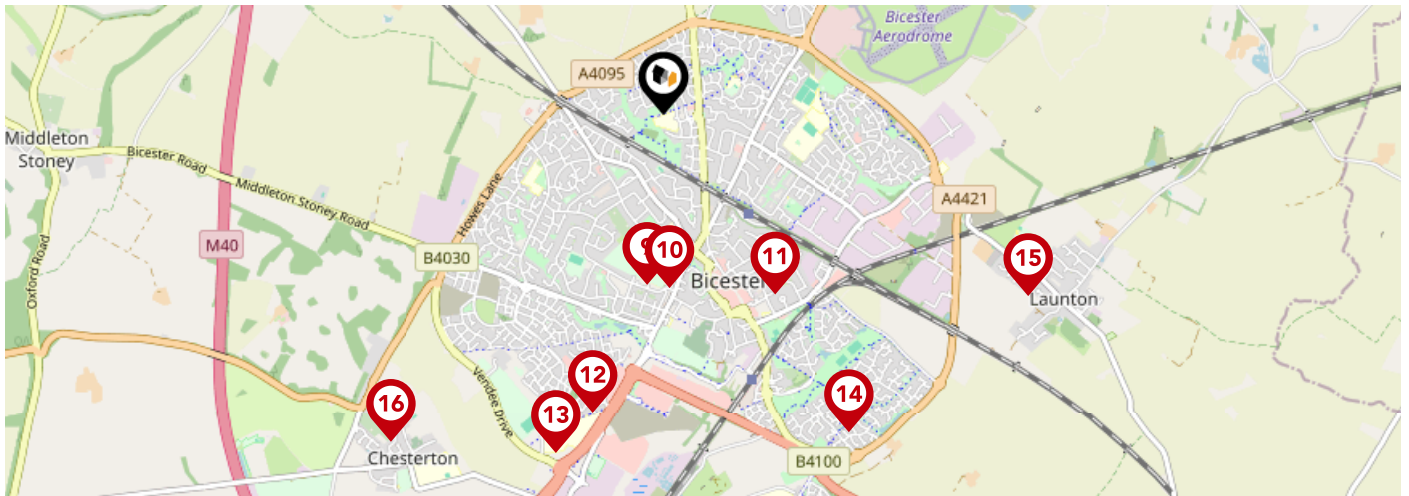 Bicester
Aerodrome
A4095
Middleton
Stoney
Bicester Road
Middleton Stoney Road
Howes Lane
A4421
M40
B4030
Oxford Road
9
10
11
Bicester
15
Launton
12
13
14
16
Vendee Drive
Chesterton
B4100